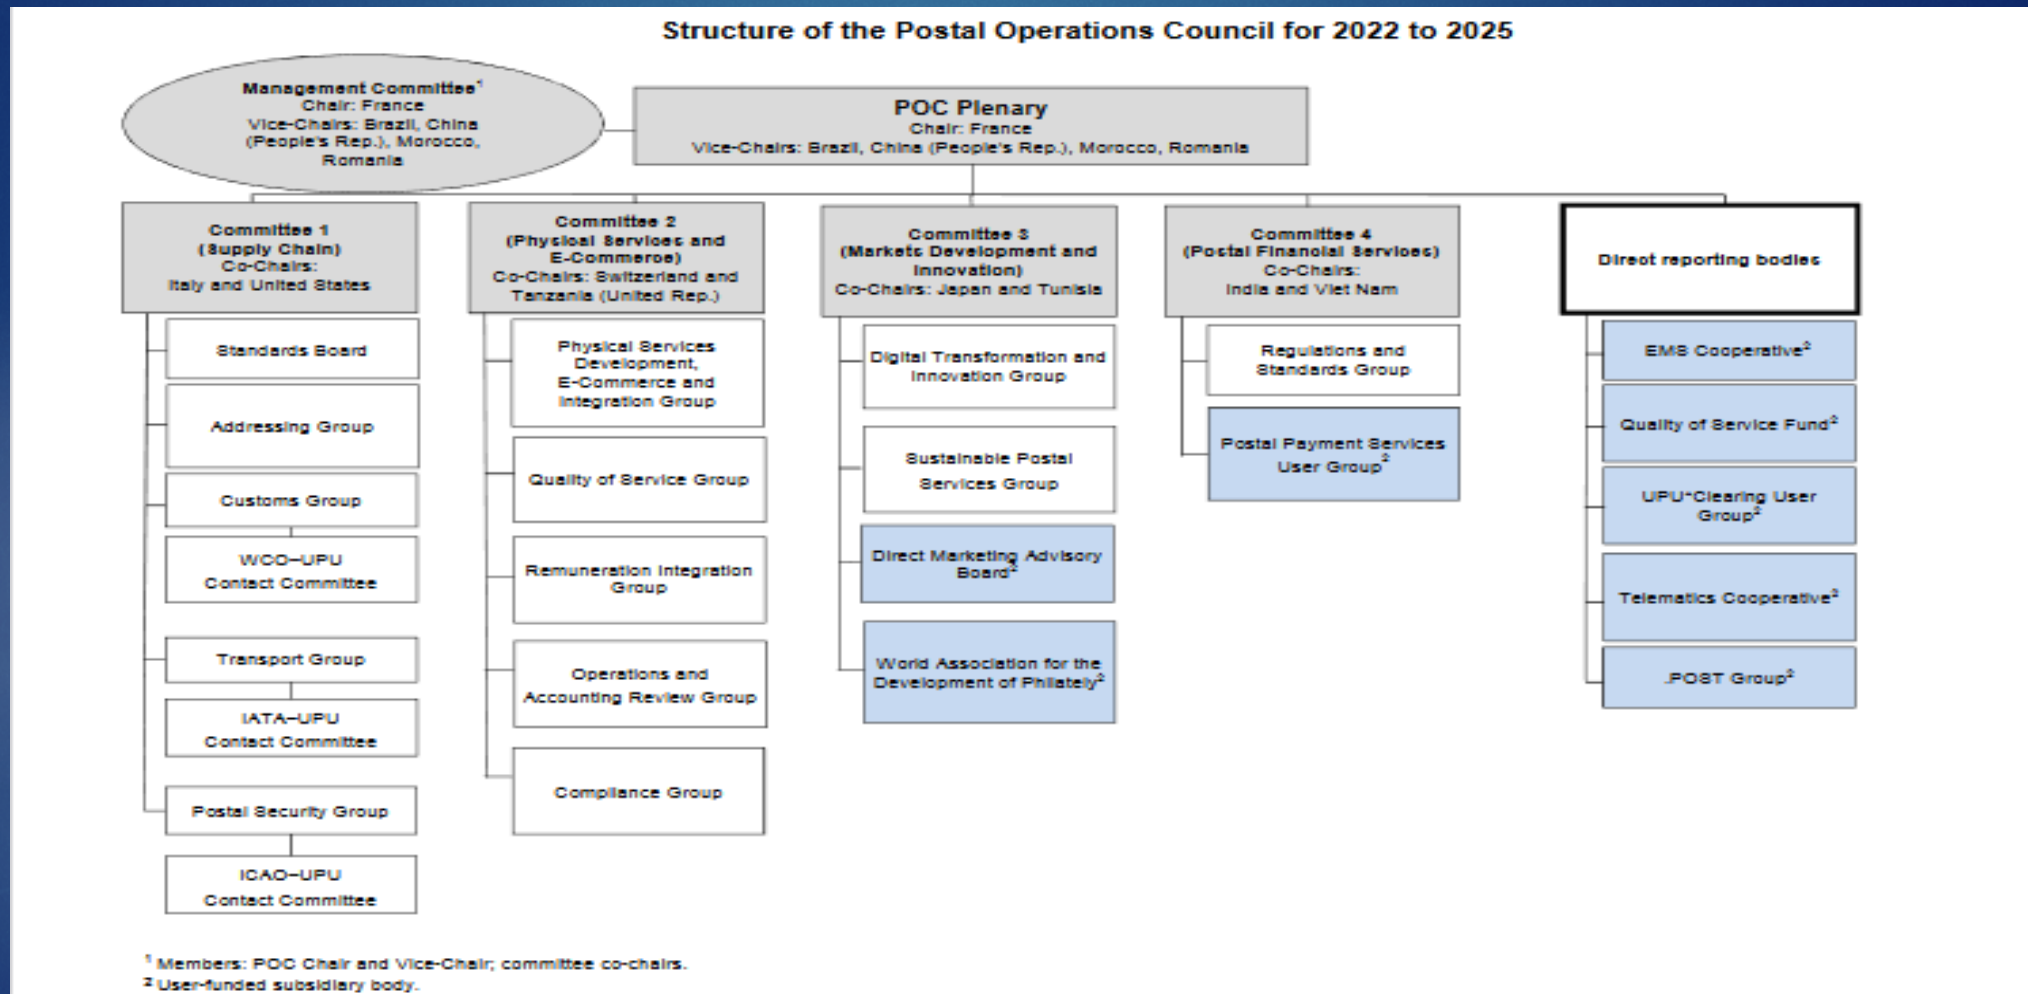 Structure of the Postal Operations Council for 2022 to 2025
Management Committee¹
Chair: France
Vice-Chairs: Brazil, China
(People's Rep.), Morocco,
Romania
POC Plenary
Chair: France
Vice-Chairs: Brazil, China (People's Rep.), Morocco, Romania
Committee 1
(Supply Chain)
Co-Chairs:
Italy and United States
Standards Board
Addressing Group
Customs Group
WCO–UPU
Contact Committee
Transport Group
IATA–UPU
Contact Committee
Postal Security Group
ICAO–UPU
Contact Committee
Committee 2
(Physical Services and
E-Commerce)
Co-Chairs: Switzerland and
Tanzania (United Rep.)
Physical Services
Development,
E-Commerce and
Integration Group
Quality of Service Group
Remuneration Integration
Group
Operations and
Accounting Review Group
Compliance Group
Committee 3
(Markets Development and
Innovation)
Co-Chairs: Japan and Tunisia
Digital Transformation and
Innovation Group
Sustainable Postal
Services Group
Direct Marketing Advisory
Board²
World Association for the
Development of Philately²
Committee 4
(Postal Financial Services)
Co-Chairs:
India and Viet Nam
Regulations and
Standards Group
Postal Payment Services
User Group²
Direct reporting bodies
EMS Cooperative²
Quality of Service Fund²
UPU*Clearing User
Group²
Telematics Cooperative²
.POST Group²
¹ Members: POC Chair and Vice-Chair; committee co-chairs.
² User-funded subsidiary body.